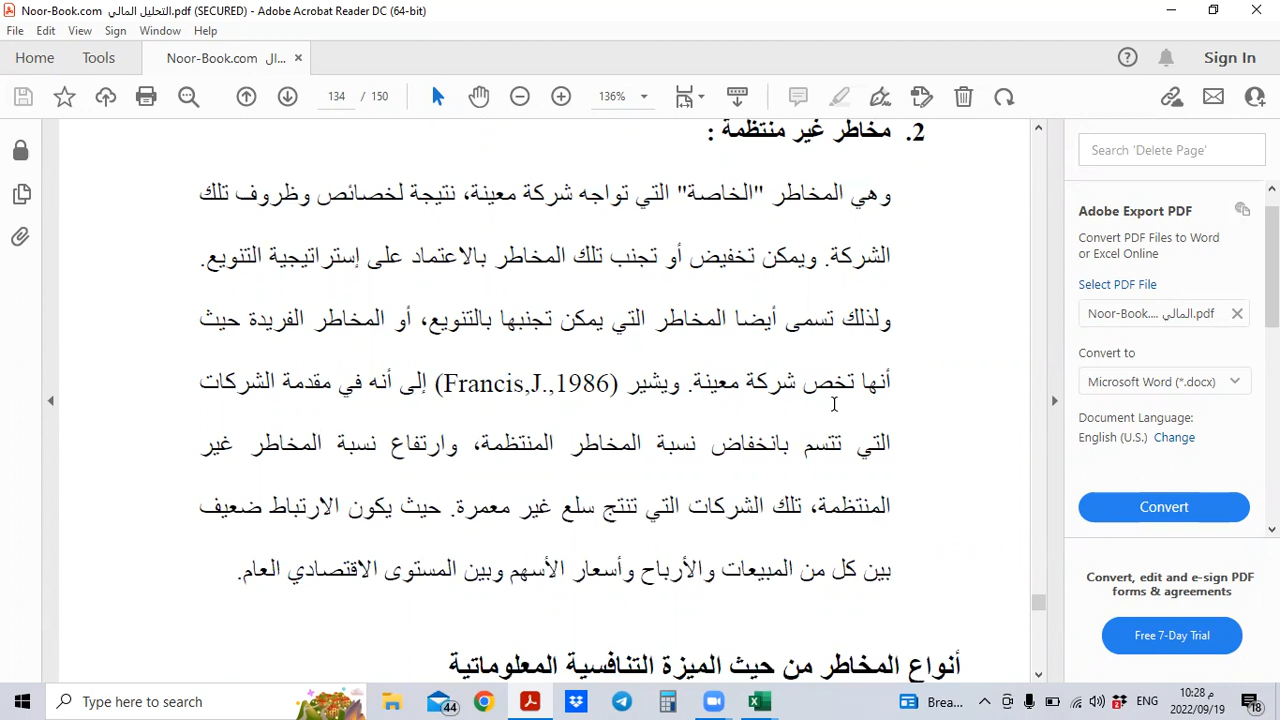 Noor-Book.com التحليل المالي.pdf (SECURED) - Adobe Acrobat Reader DC (64-bit)
File Edit View Sign Window Help
Home Tools Noor-Book.com ...ال × Sign In
134 / 150 136%
2. مخاطر غير منتظمة :
وهي المخاطر "الخاصة" التي تواجه شركة معينة، نتيجة لخصائص وظروف تلك
الشركة. ويمكن تخفيض أو تجنب تلك المخاطر بالاعتماد على إستراتيجية التنويع.
ولذلك تسمى أيضا المخاطر التي يمكن تجنبها بالتنويع، أو المخاطر الفريدة حيث
أنها تخص شركة معينة. ويشير (Francis,J.,1986) إلى أنه في مقدمة الشركات
التي تتسم بانخفاض نسبة المخاطر المنتظمة، وارتفاع نسبة المخاطر غير
المنتظمة، تلك الشركات التي تنتج سلع غير معمرة. حيث يكون الارتباط ضعيف
بين كل من المبيعات والأرباح وأسعار الأسهم وبين المستوى الاقتصادي العام.
أنواع المخاطر من حيث الميزة التنافسية المعلوماتية
Search 'Delete Page'
Adobe Export PDF
Convert PDF Files to Word
or Excel Online
Select PDF File
Noor-Book.... المالي.pdf ×
Convert to
Microsoft Word (*.docx)
Document Language:
English (U.S.) Change
Convert
Convert, edit and e-sign PDF
forms & agreements
Free 7-Day Trial
Type here to search
44
Brea...
2
ENG
10:28 م
2022/09/19
18